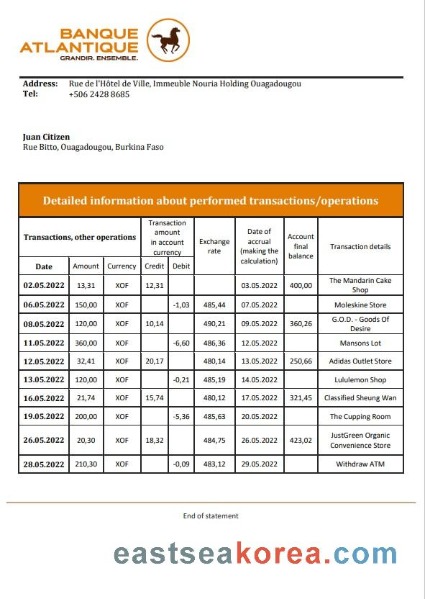 BANQUE
ATLANTIQUE
GRANDIR. ENSEMBLE.
Address: Rue de l'Hôtel de Ville, Immeuble Nouria Holding Ouagadougou
Tel: +506 2428 8685
Juan Citizen
Rue Bitto, Ouagadougou, Burkina Faso
Detailed information about performed transactions/operations
Transactions, other operations
Transaction
amount
in account
currency
Exchange
rate
Date of
accrual
(making the
calculation)
Account
final
balance
Transaction details
Date Amount Currency Credit Debit
02.05.2022 13,31 XOF 12,31 03.05.2022 400,00 The Mandarin Cake
Shop
06.05.2022 150,00 XOF -1,03 485,44 07.05.2022 Moleskine Store
08.05.2022 120,00 XOF 10,14 490,21 09.05.2022 360,26 G.O.D. - Goods Of
Desire
11.05.2022 360,00 XOF -6,60 486,36 12.05.2022 Mansons Lot
12.05.2022 32,41 XOF 20,17 480,14 13.05.2022 250,66 Adidas Outlet Store
13.05.2022 120,00 XOF -0,21 485,19 14.05.2022 Lululemon Shop
16.05.2022 21,74 XOF 15,74 480,12 17.05.2022 321,45 Classified Sheung Wan
19.05.2022 200,00 XOF -5,36 485,63 20.05.2022 The Cupping Room
26.05.2022 20,30 XOF 18,32 484,75 26.05.2022 423,02 JustGreen Organic
Convenience Store
28.05.2022 210,30 XOF -0,09 483,12 29.05.2022 Withdraw ATM
End of statement
eastseakorea.com